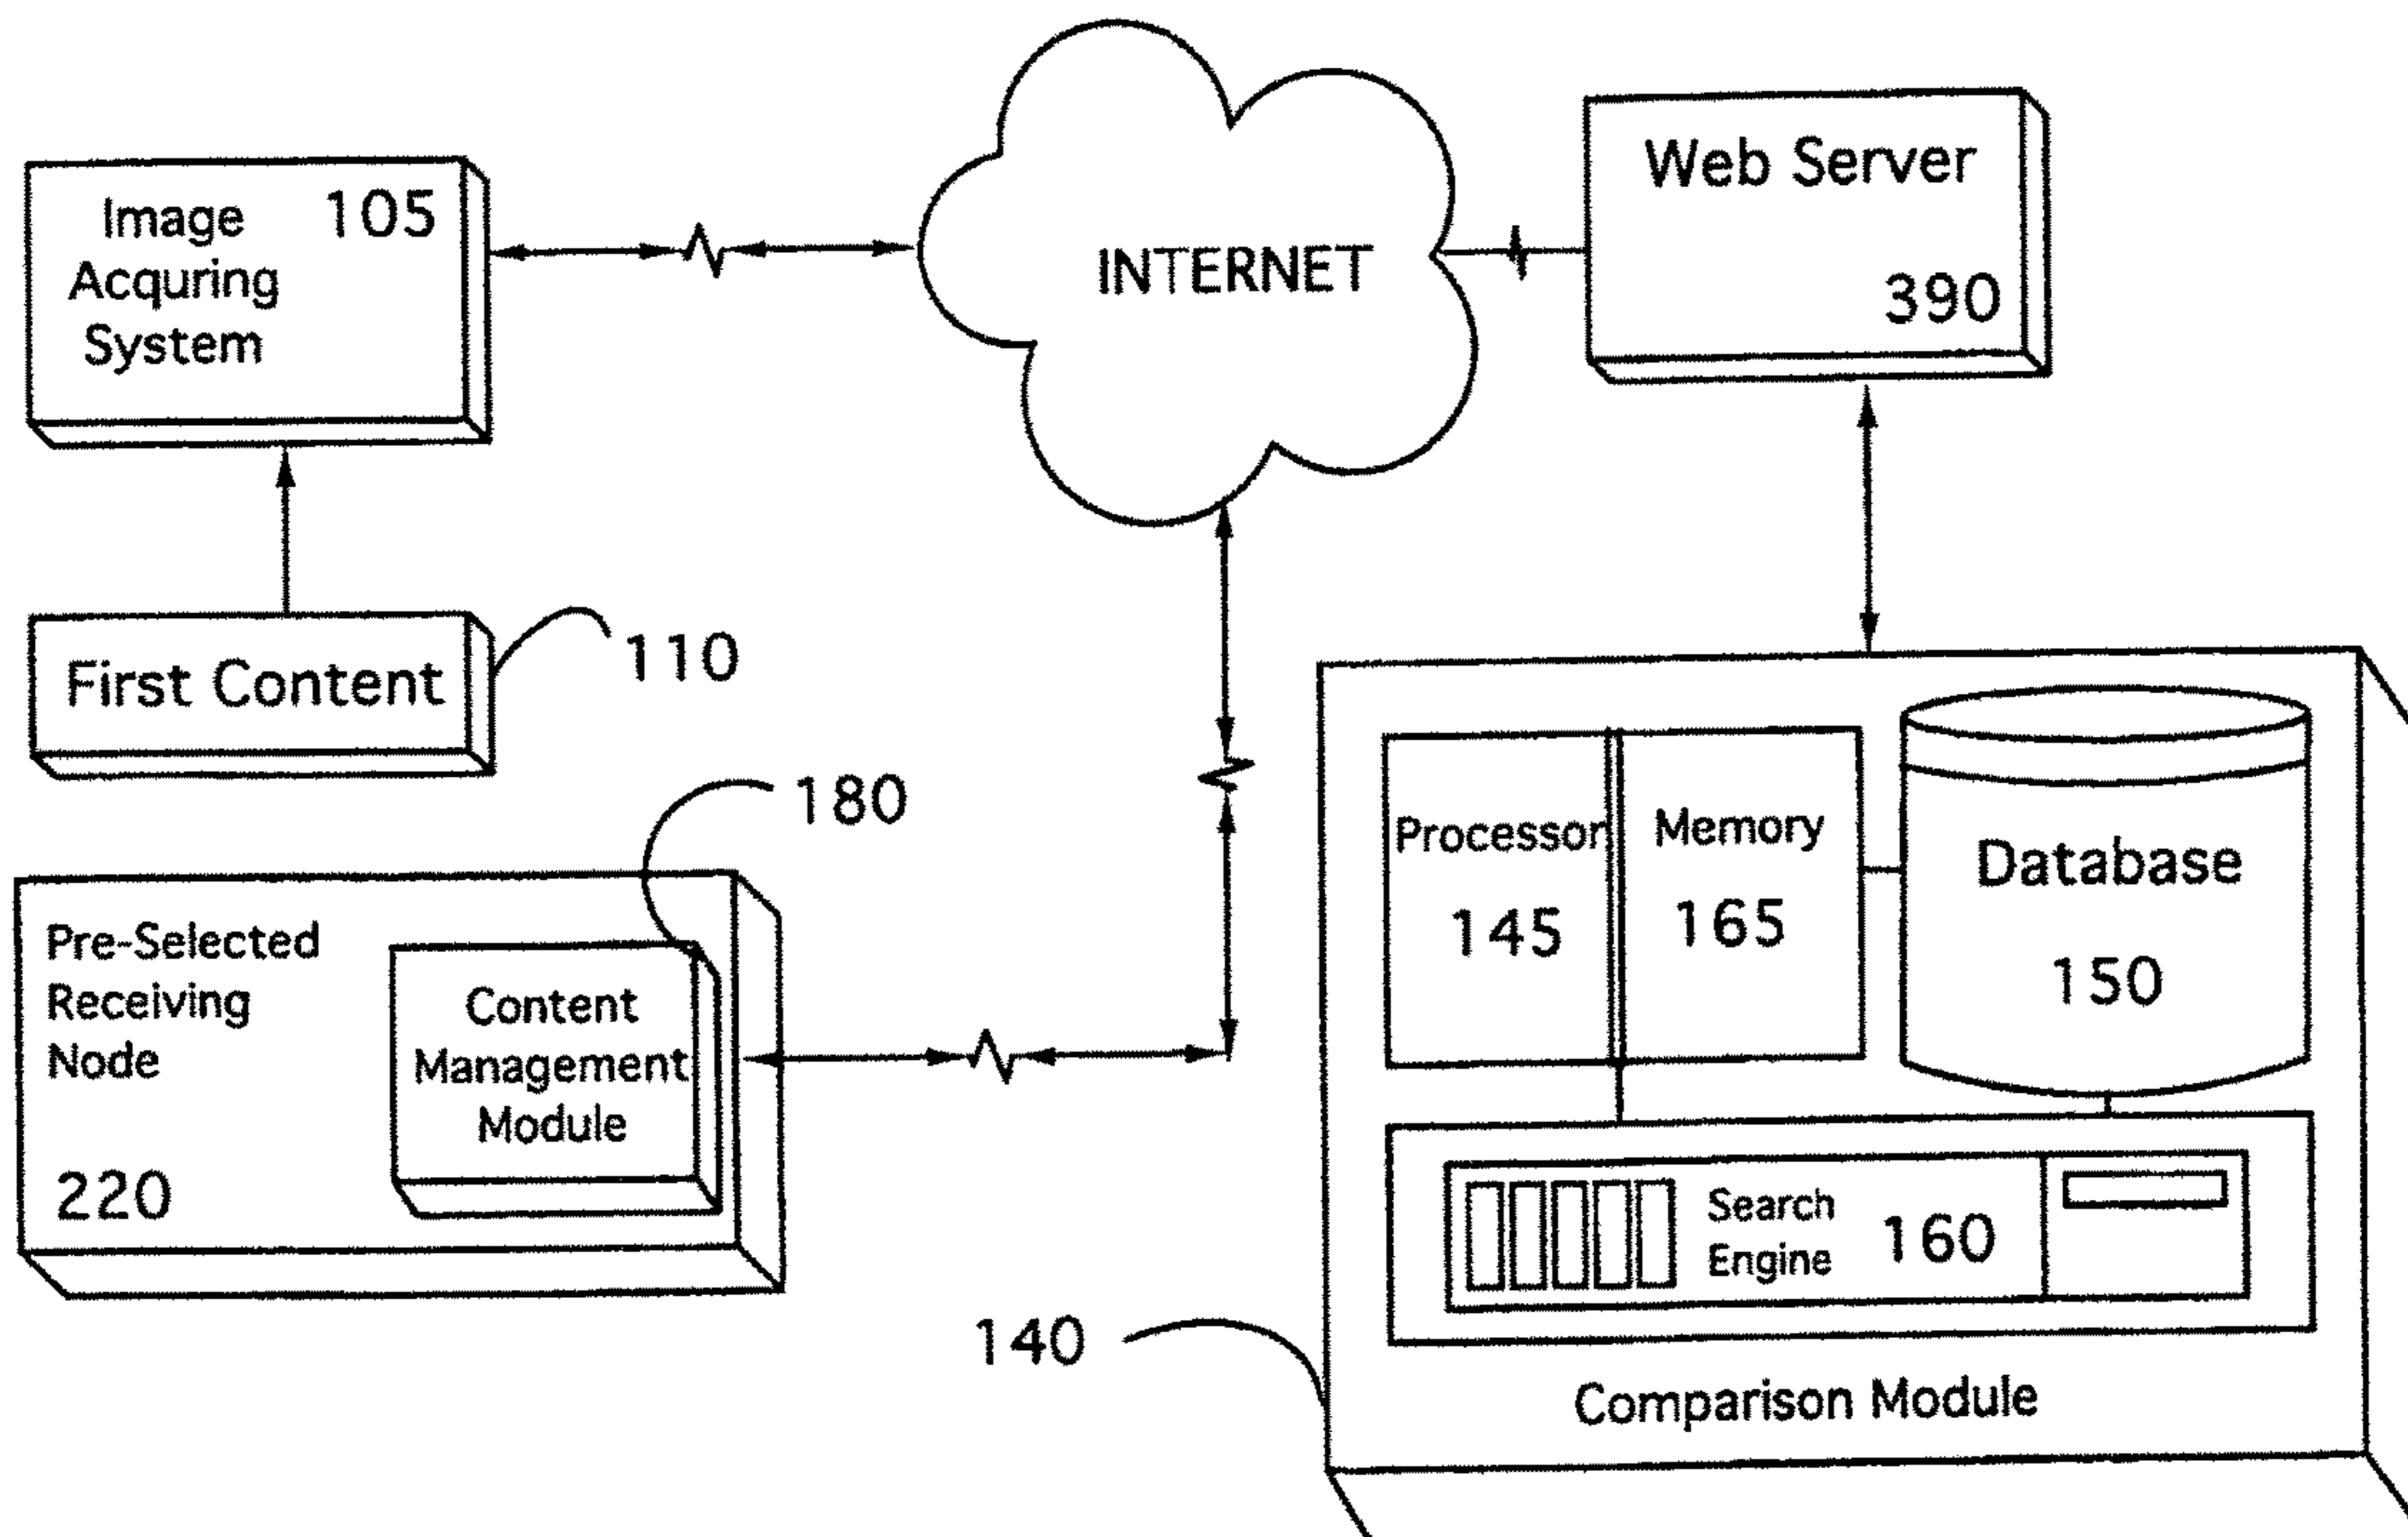 Image 105
Acquring
System
INTERNET
Web Server
390
First Content
110
180
Pre-Selected
Receiving
Node
220
Content
Management
Module
Processor
145
Memory
165
Database
150
Search
Engine
160
140
Comparison Module